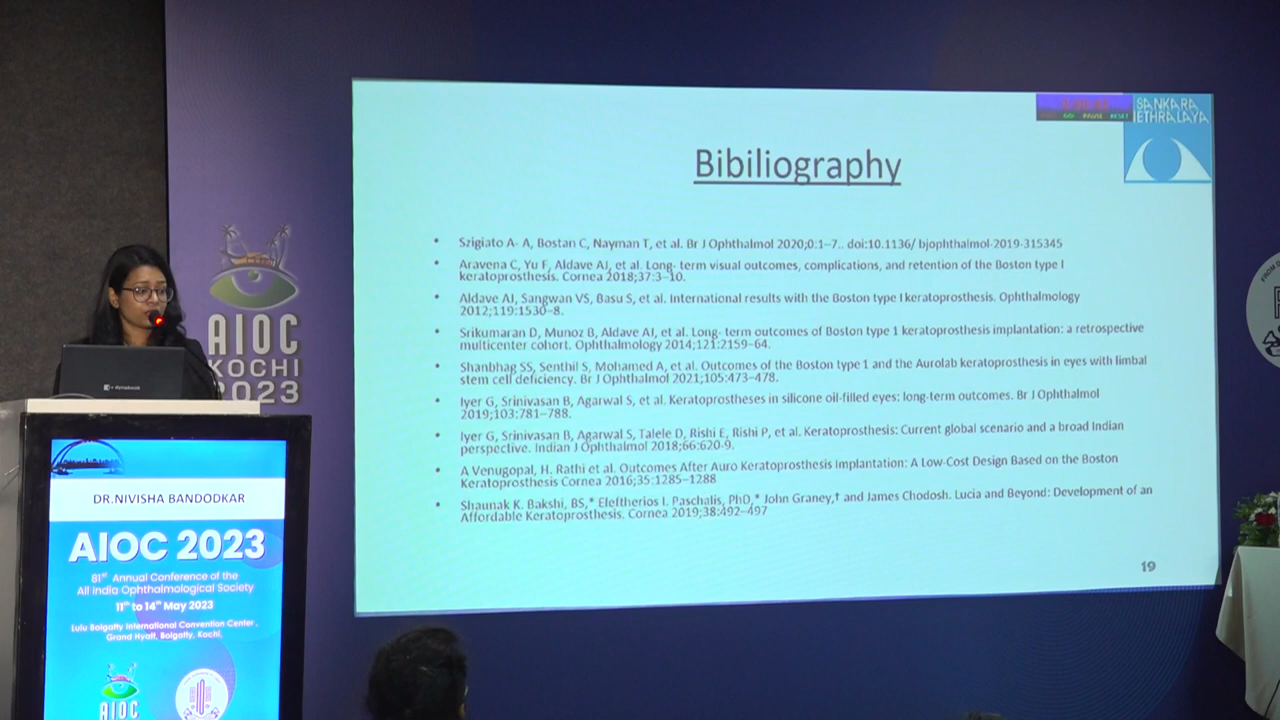 SANKARA
NETHRALAYA
PAUSE RESET
Bibiliography
• Szigiato A- A, Bostan C, Nayman T, et al. Br J Ophthalmol 2020;0:1–7.. doi:10.1136/ bjophthalmol-2019-315345
• Aravena C, Yu F, Aldave AJ, et al. Long- term visual outcomes, complications, and retention of the Boston type I
keratoprosthesis. Cornea 2018;37:3–10.
• Aldave AJ, Sangwan VS, Basu S, et al. International results with the Boston type I keratoprosthesis. Ophthalmology
2012;119:1530–8.
• Srikumaran D, Munoz B, Aldave AJ, et al. Long- term outcomes of Boston type 1 keratoprosthesis implantation: a retrospective
multicenter cohort. Ophthalmology 2014;121:2159–64.
• Shanbhag SS, Senthil S, Mohamed A, et al. Outcomes of the Boston type 1 and the Aurolab keratoprosthesis in eyes with limbal
stem cell deficiency. Br J Ophthalmol 2021;105:473–478.
• Iyer G, Srinivasan B, Agarwal S, et al. Keratoprostheses in silicone oil-filled eyes: long-term outcomes. Br J Ophthalmol
2019;103:781–788.
• Iyer G, Srinivasan B, Agarwal S, Talele D, Rishi E, Rishi P, et al. Keratoprosthesis: Current global scenario and a broad Indian
perspective. Indian J Ophthalmol 2018;66:620-9.
• A Venugopal, H. Rathi et al. Outcomes After Auro Keratoprosthesis Implantation: A Low-Cost Design Based on the Boston
Keratoprosthesis Cornea 2016;35:1285–1288
• Shaunak K. Bakshi, BS,* Eleftherios I. Paschalis, PhD,* John Graney,† and James Chodosh. Lucia and Beyond: Development of an
Affordable Keratoprosthesis. Cornea 2019;38:492–497
19
AIOC
KOCHI
2023
DR.NIVISHA BANDODKAR
AIOC 2023
81st Annual Conference of the
All India Ophthalmological Society
11th to 14th May 2023
Lulu Bolgatty International Convention Center,
Grand Hyatt, Bolgatty, Kochi.
AIOC